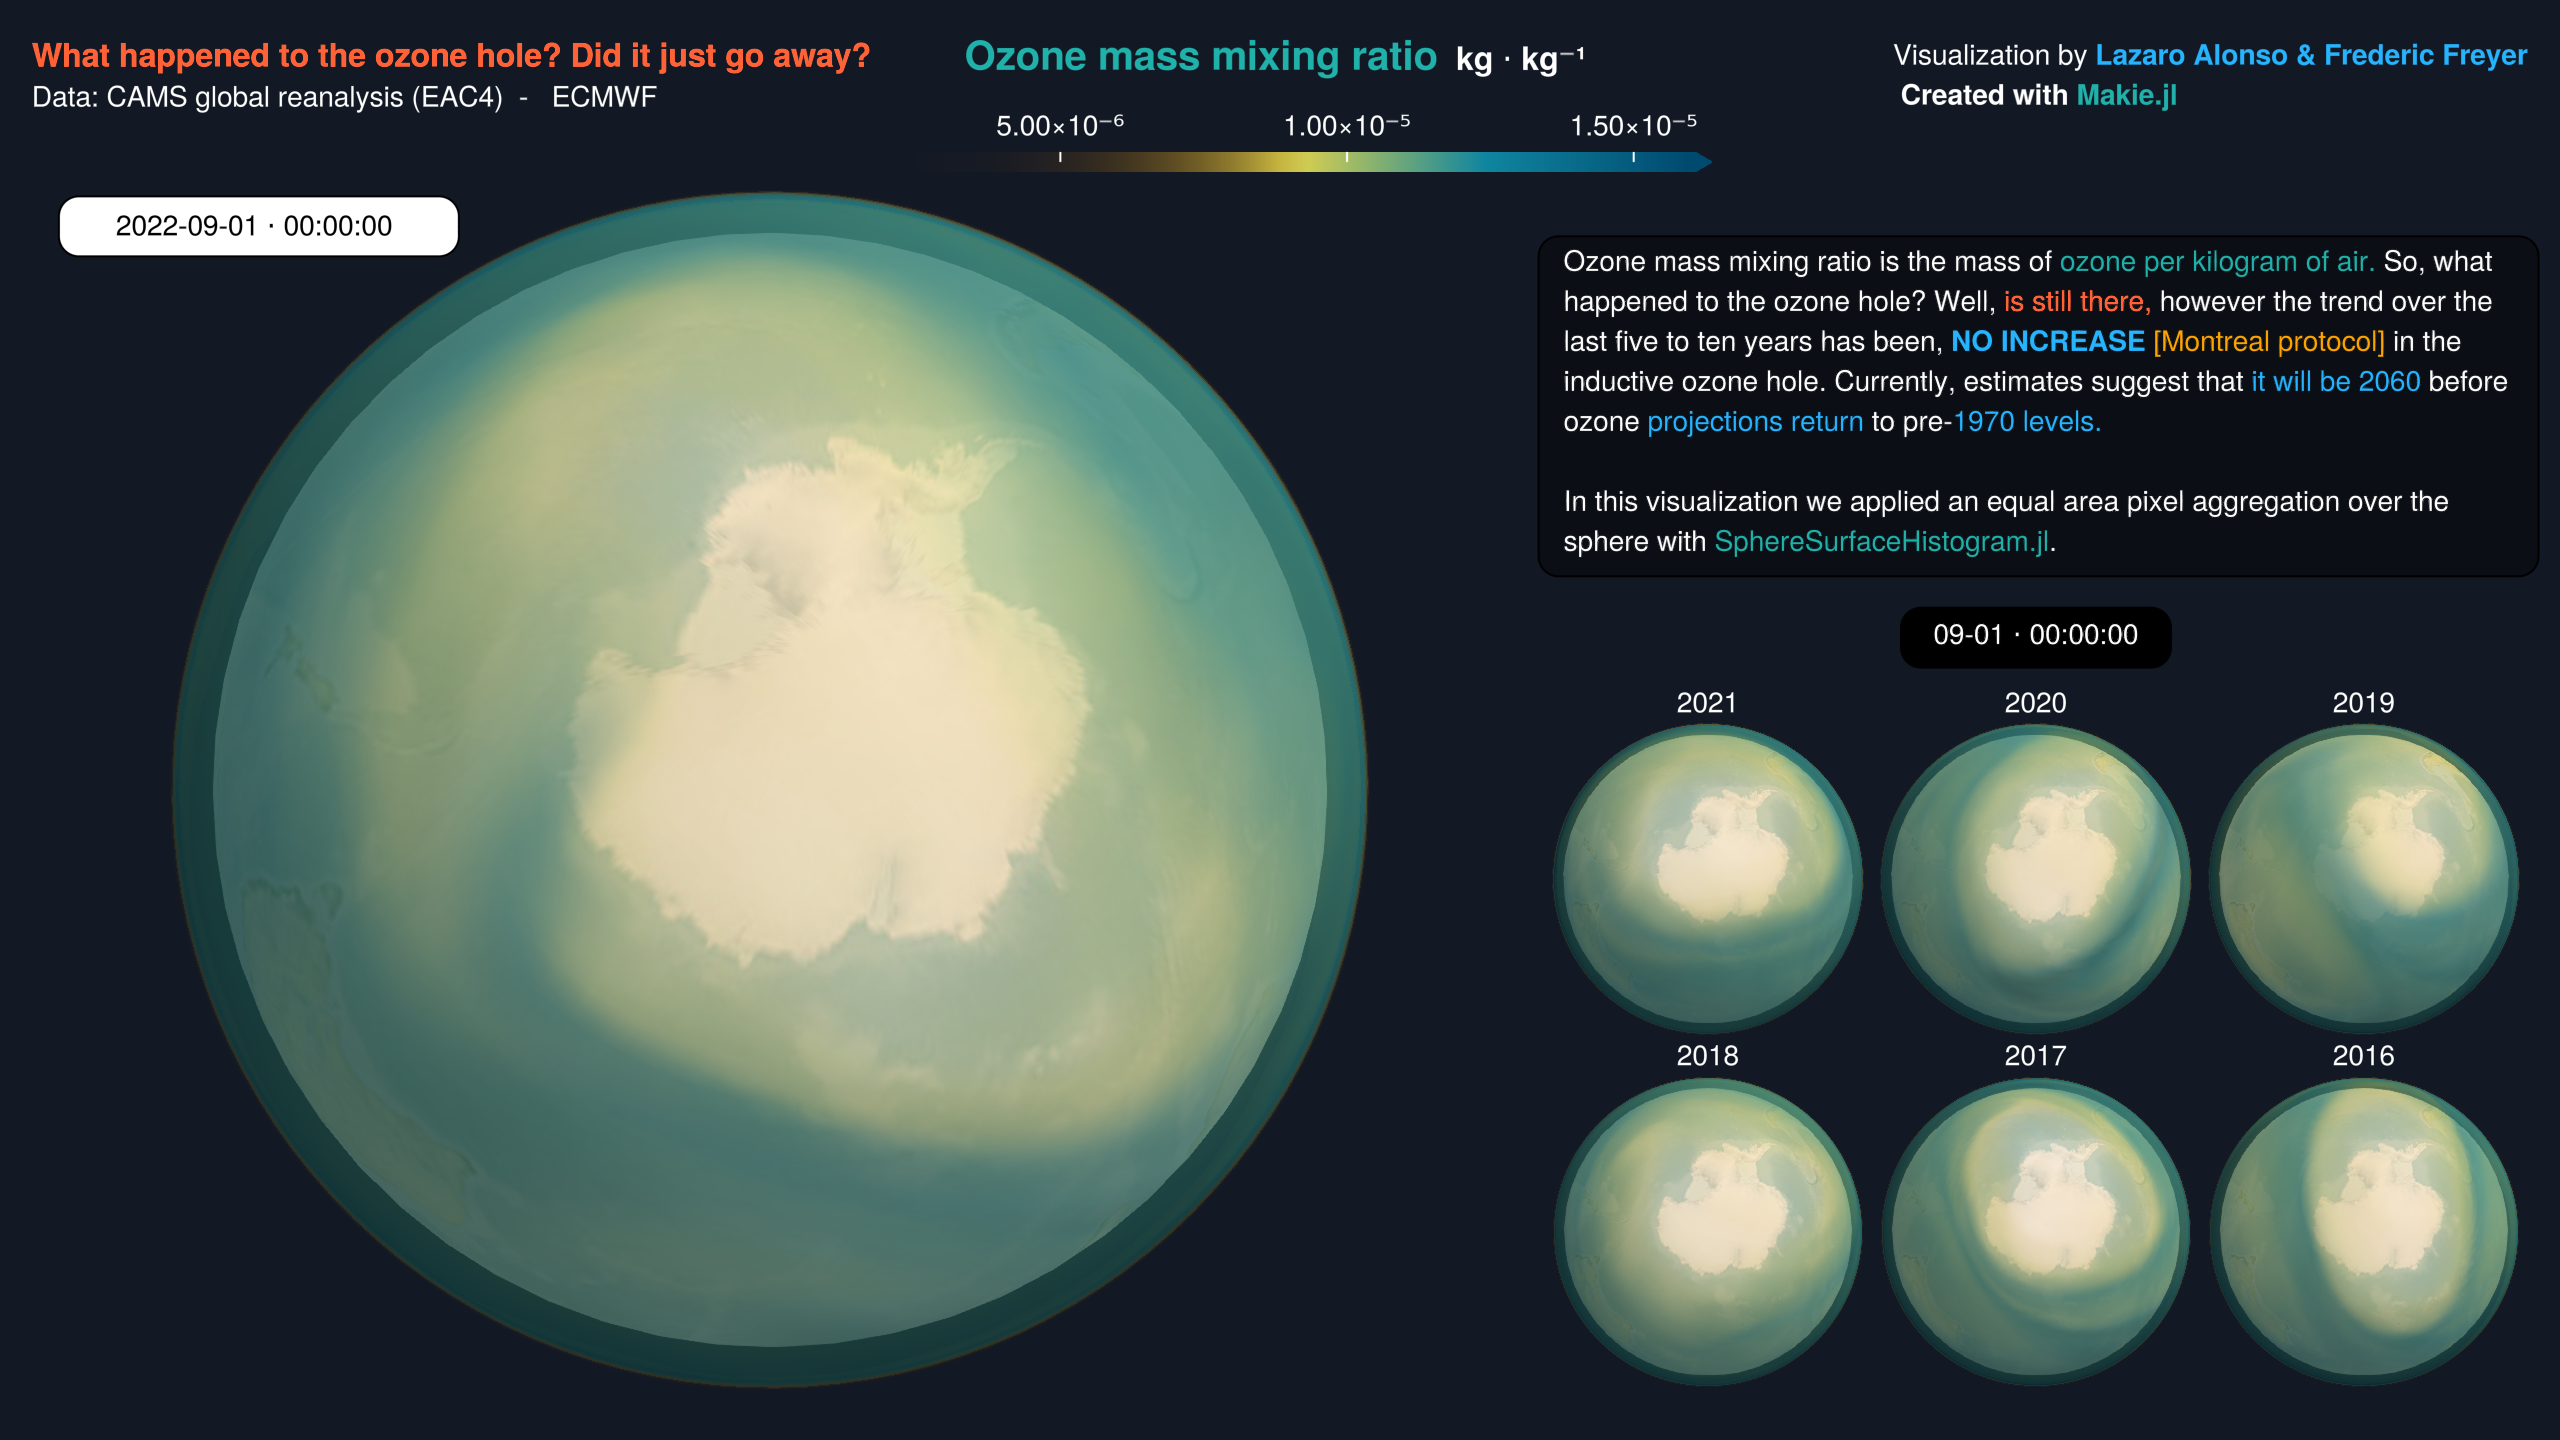 What happened to the ozone hole? Did it just go away?
Data: CAMS global reanalysis (EAC4)  -   ECMWF
Ozone mass mixing ratio kg · kg⁻¹
5.00×10⁻⁶ 1.00×10⁻⁵ 1.50×10⁻⁵
Visualization by Lazaro Alonso & Frederic Freyer
Created with Makie.jl
2022-09-01 · 00:00:00
Ozone mass mixing ratio is the mass of ozone per kilogram of air. So, what
happened to the ozone hole? Well, is still there, however the trend over the
last five to ten years has been, NO INCREASE [Montreal protocol] in the
inductive ozone hole. Currently, estimates suggest that it will be 2060 before
ozone projections return to pre-1970 levels.
In this visualization we applied an equal area pixel aggregation over the
sphere with SphereSurfaceHistogram.jl.
09-01 · 00:00:00
2021 2020 2019
2018 2017 2016